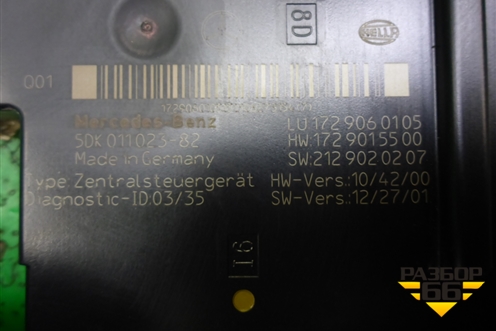 8D
HELLA
001
Mercedes-Benz LU 172 906 01 05
5DK 011 023-82 HW:172 901 55 00
Made in Germany SW:212 902 02 07
Type: Zentralsteuergerät HW-Vers.:10/42/00
Diagnostic-ID:03/35 SW-Vers.:12/27/01
16
РАЗБОР
66